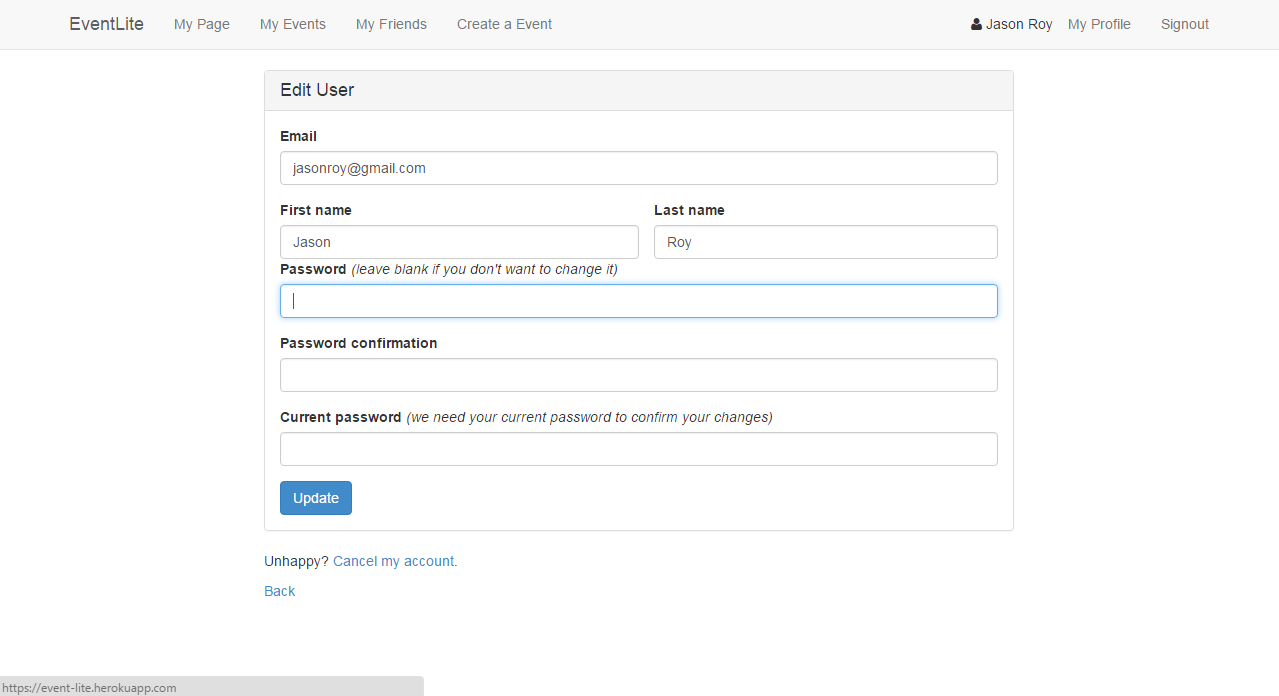 EventLite My Page My Events My Friends Create a Event Jason Roy My Profile Signout
Edit User
Email
jasonroy@gmail.com
First name Last name
Jason Roy
Password (leave blank if you don't want to change it)
Password confirmation
Current password (we need your current password to confirm your changes)
Update
Unhappy? Cancel my account.
Back
https://event-lite.herokuapp.com